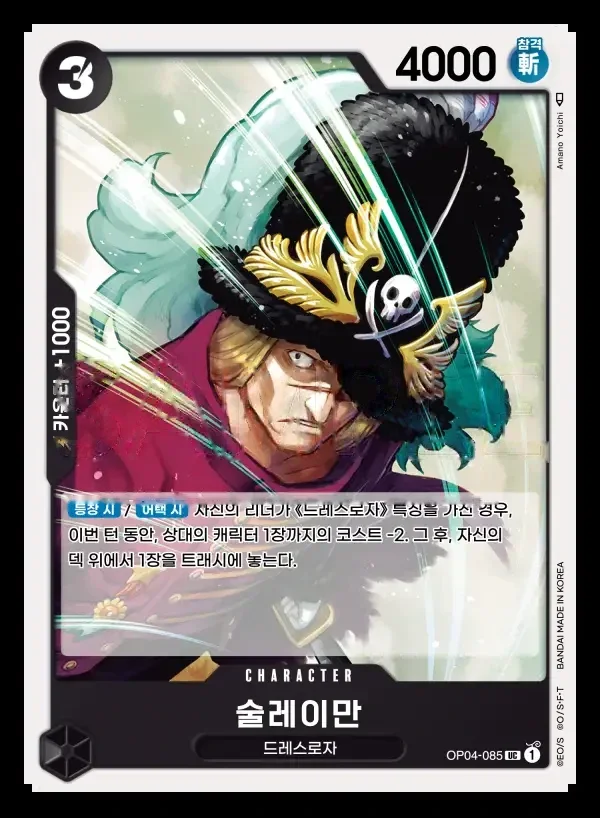 3
4000
참격
斬
Amano Yoichi
카운터 +1000
등장 시 / 어택 시 자신의 리더가 《드레스로자》 특징을 가진 경우,
이번 턴 동안, 상대의 캐릭터 1장까지의 코스트 -2. 그 후, 자신의
덱 위에서 1장을 트래시에 놓는다.
CHARACTER
술레이만
드레스로자
OP04-085 UC 1
©EO/S ©O/S·F·T BANDAI MADE IN KOREA